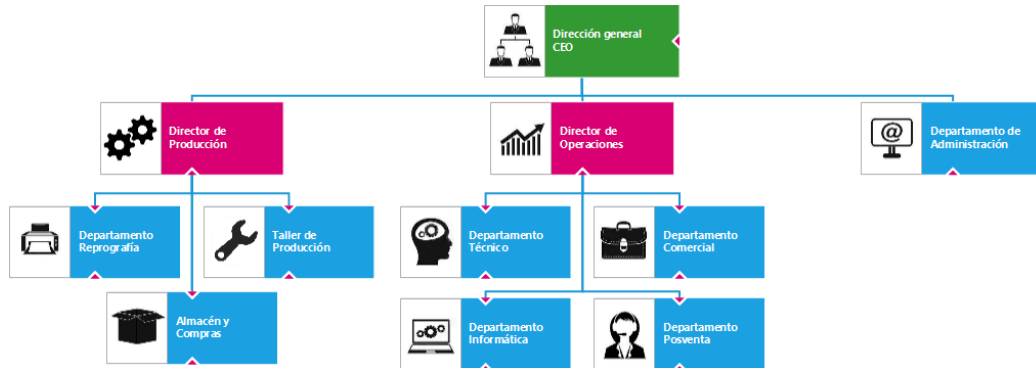 Dirección general
CEO
Director de
Producción
Director de
Operaciones
Departamento de
Administración
Departamento
Reprografía
Taller de
Producción
Departamento
Técnico
Departamento
Comercial
Almacén y
Compras
Departamento
Informática
Departamento
Posventa